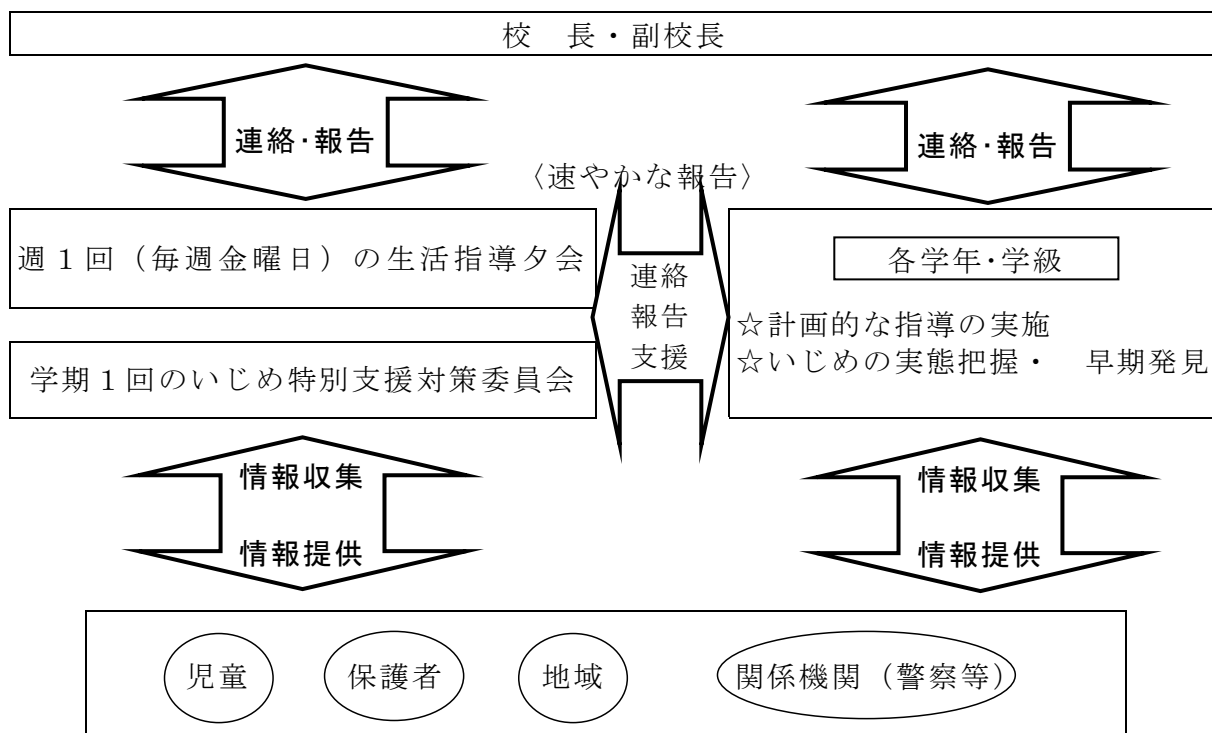 校　長・副校長
連絡・報告
連絡・報告
〈速やかな報告〉
週１回（毎週金曜日）の生活指導夕会
学期１回のいじめ特別支援対策委員会
連絡
報告
支援
各学年・学級
☆計画的な指導の実施
☆いじめの実態把握・　早期発見
情報収集
情報提供
情報収集
情報提供
児童
保護者
地域
関係機関（警察等）